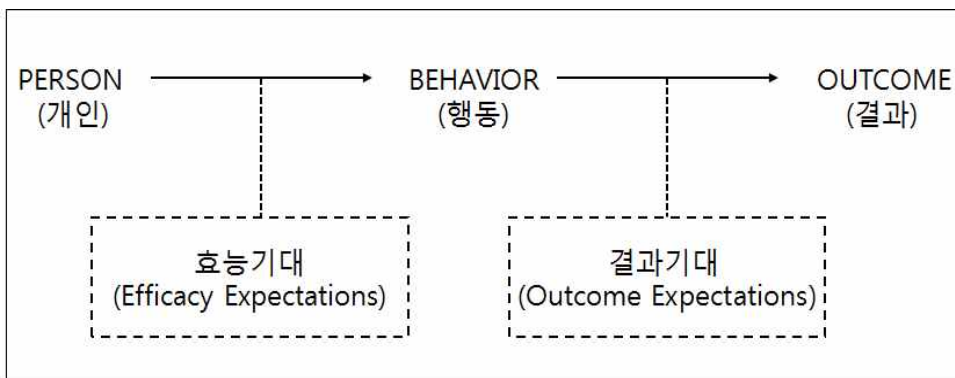 PERSON
(개인)
BEHAVIOR
(행동)
OUTCOME
(결과)
효능기대
(Efficacy Expectations)
결과기대
(Outcome Expectations)